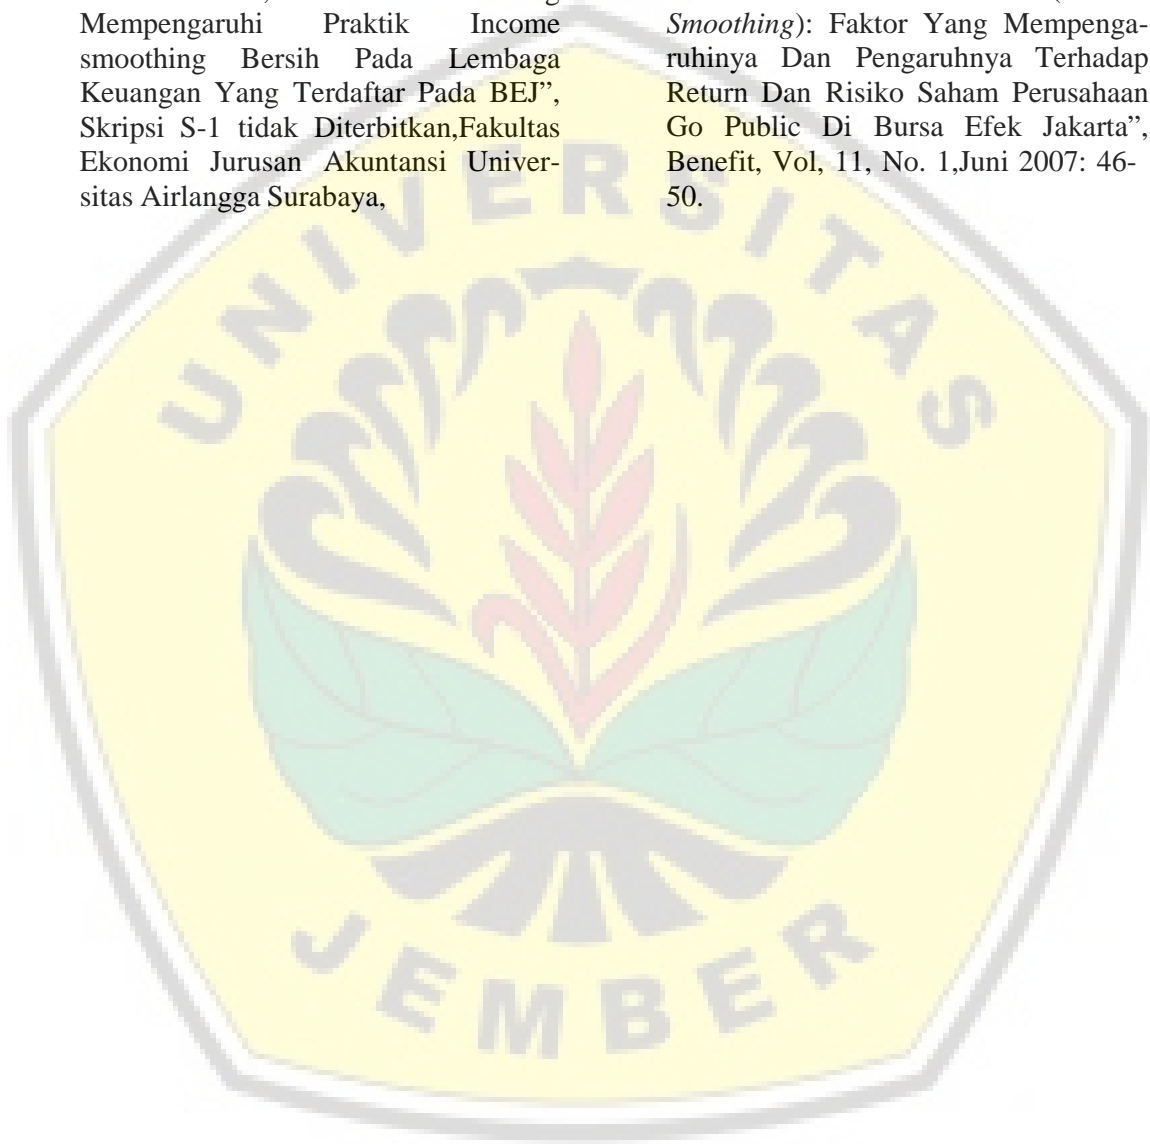 Mempengaruhi Praktik Income
smoothing Bersih Pada Lembaga
Keuangan Yang Terdaftar Pada BEJ”,
Skripsi S-1 tidak Diterbitkan,Fakultas
Ekonomi Jurusan Akuntansi Univer-
sitas Airlangga Surabaya,
Smoothing): Faktor Yang Mempenga-
ruhinya Dan Pengaruhnya Terhadap
Return Dan Risiko Saham Perusahaan
Go Public Di Bursa Efek Jakarta”,
Benefit, Vol, 11, No. 1,Juni 2007: 46-
50.
UNIVERSITAS
JEMBER